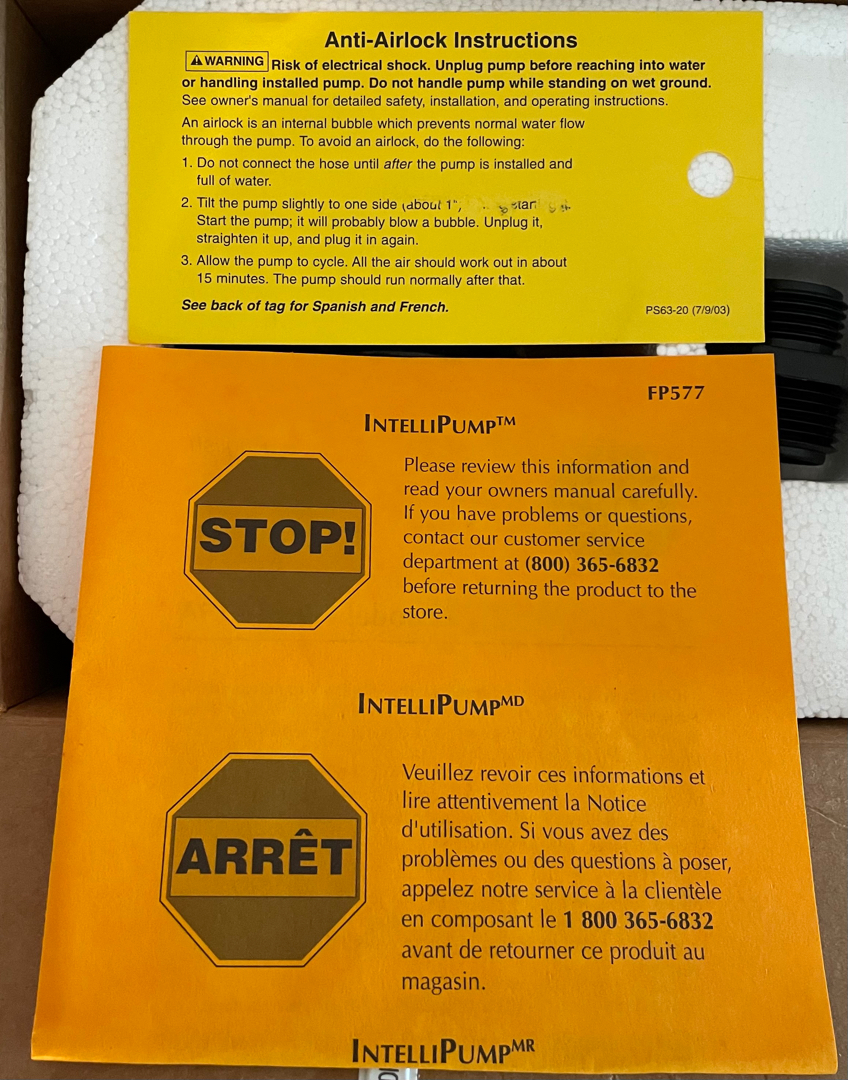 Anti-Airlock Instructions
WARNING Risk of electrical shock. Unplug pump before reaching into water
or handling installed pump. Do not handle pump while standing on wet ground.
See owner's manual for detailed safety, installation, and operating instructions.
An airlock is an internal bubble which prevents normal water flow
through the pump. To avoid an airlock, do the following:
1. Do not connect the hose until after the pump is installed and
full of water.
2. Tilt the pump slightly to one side (about 1",
Start the pump; it will probably blow a bubble. Unplug it,
straighten it up, and plug it in again.
3. Allow the pump to cycle. All the air should work out in about
15 minutes. The pump should run normally after that.
See back of tag for Spanish and French.
PS63-20 (7/9/03)
FP577
INTELLIPUMP™
STOP!
Please review this information and
read your owners manual carefully.
If you have problems or questions,
contact our customer service
department at (800) 365-6832
before returning the product to the
store.
INTELLIPUMPMD
ARRÊT
Veuillez revoir ces informations et
lire attentivement la Notice
d'utilisation. Si vous avez des
problèmes ou des questions à poser,
appelez notre service à la clientèle
en composant le 1 800 365-6832
avant de retourner ce produit au
magasin.
INTELLIPUMPMR